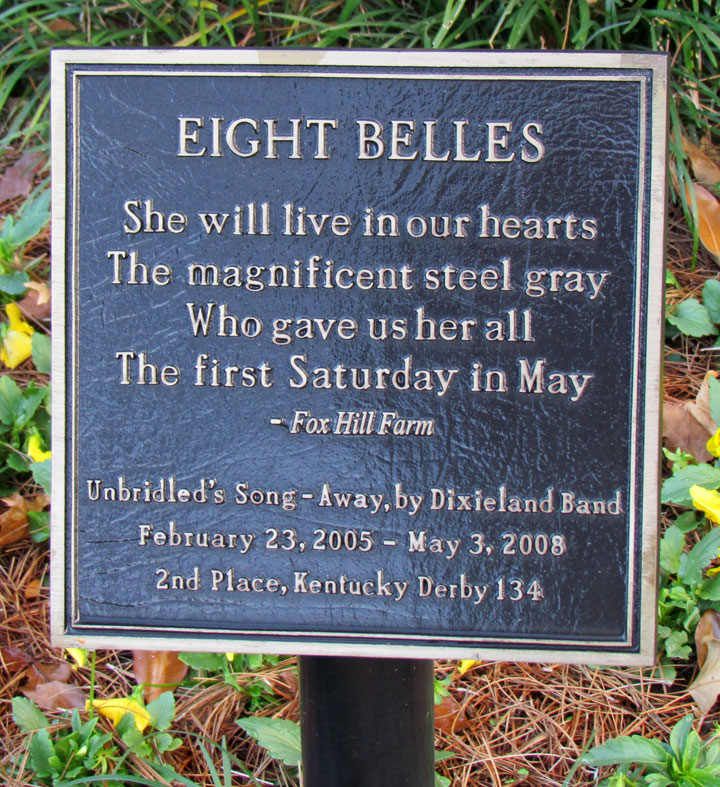 EIGHT BELLES
She will live in our hearts
The magnificent steel gray
Who gave us her all
The first Saturday in May
- Fox Hill Farm
Unbridled's Song - Away, by Dixieland Band
February 23, 2005 - May 3, 2008
2nd Place, Kentucky Derby 134